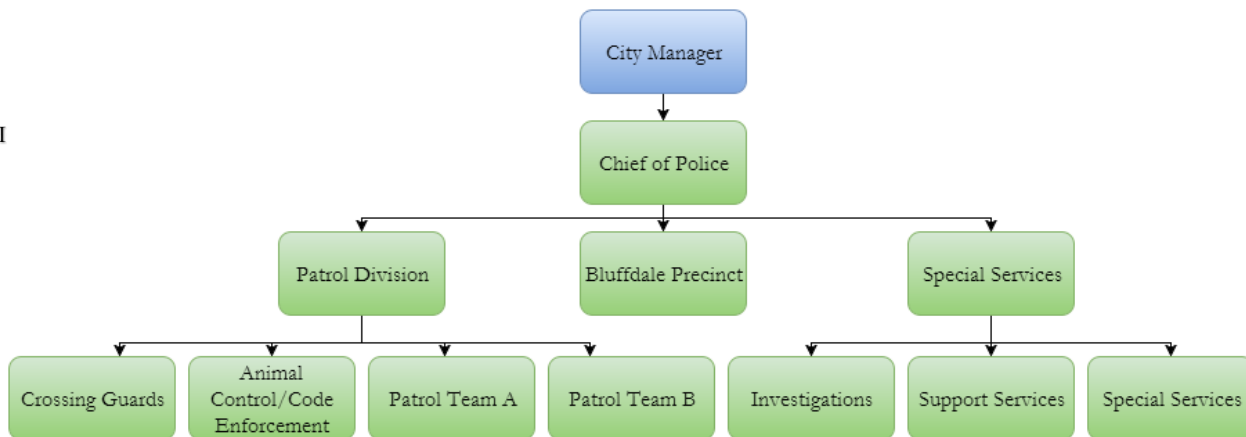 City Manager
I
Chief of Police
Patrol Division
Bluffdale Precinct
Special Services
Crossing Guards
Animal
Control/Code
Enforcement
Patrol Team A
Patrol Team B
Investigations
Support Services
Special Services